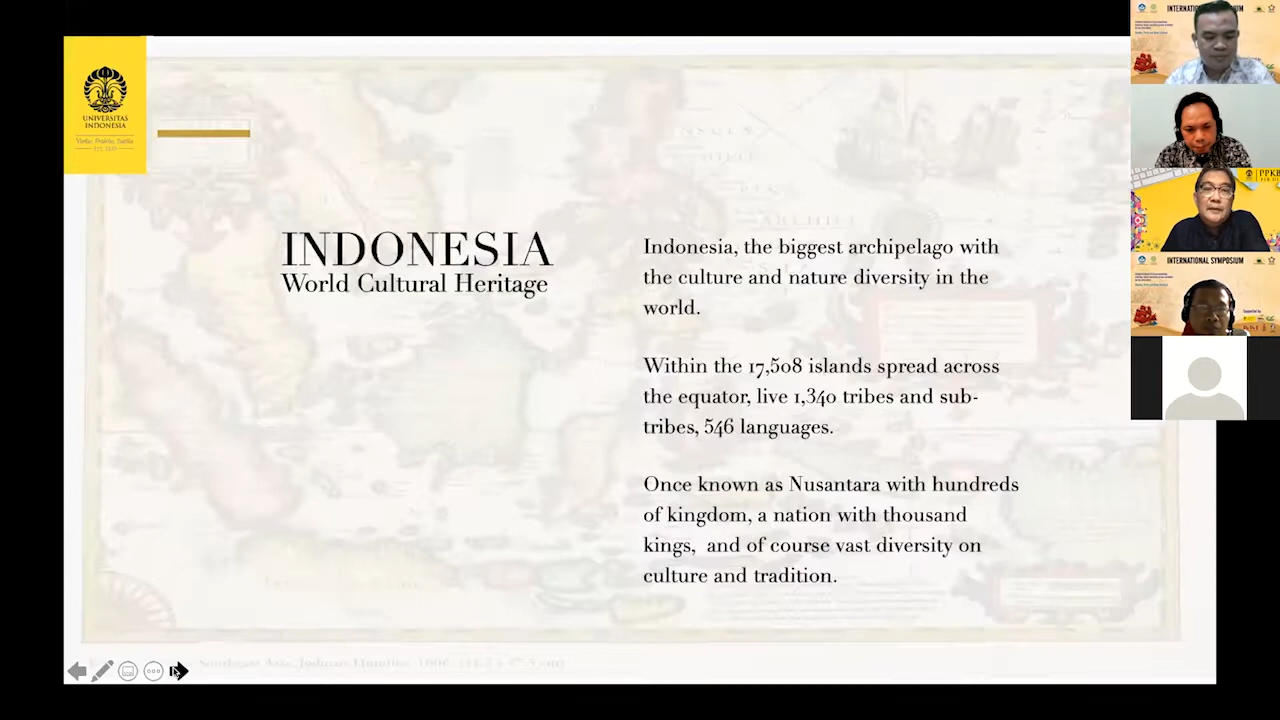 UNIVERSITAS
INDONESIA
INDONESIA
World Cultural Heritage
Indonesia, the biggest archipelago with
the culture and nature diversity in the
world.
Within the 17,508 islands spread across
the equator, live 1,340 tribes and sub-
tribes, 546 languages.
Once known as Nusantara with hundreds
of kingdom, a nation with thousand
kings, and of course vast diversity on
culture and tradition.
INTERNATIONAL SYMPOSIUM